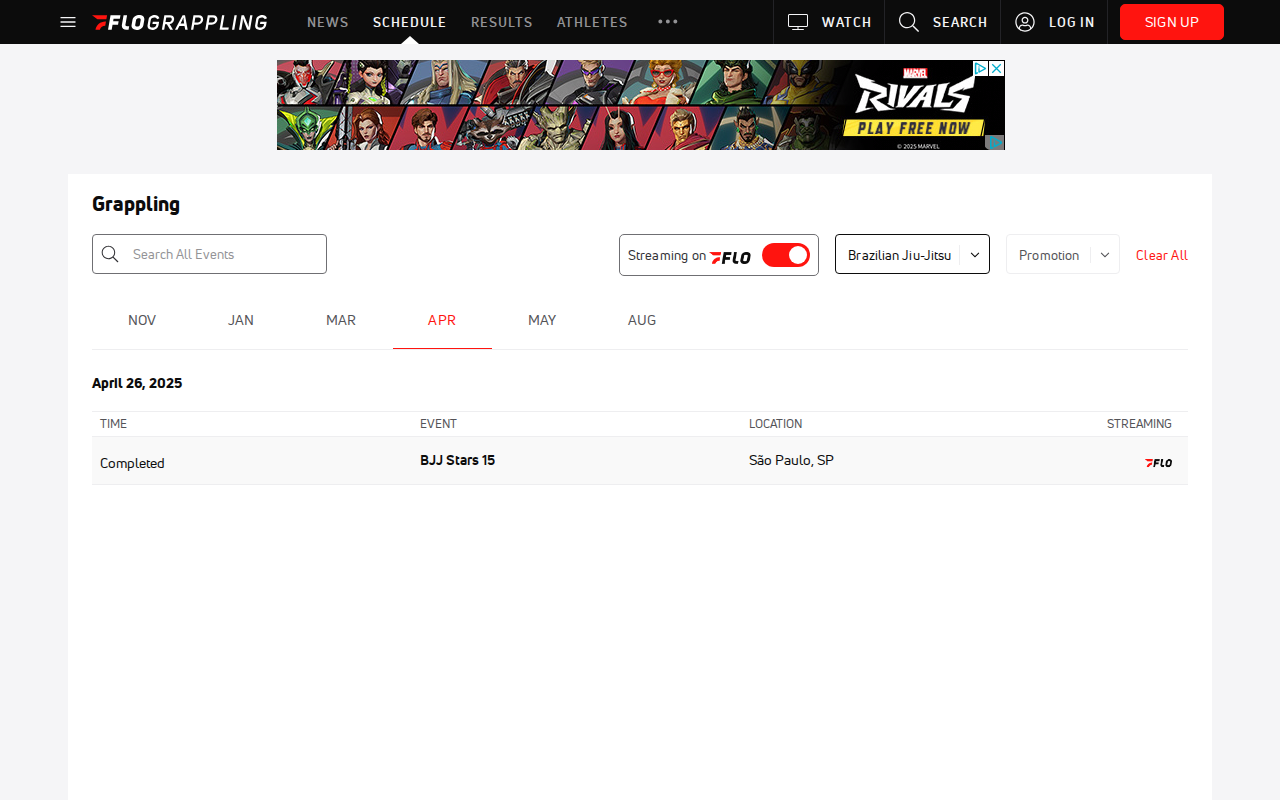 FLOGRAPPLING NEWS SCHEDULE RESULTS ATHLETES WATCH SEARCH LOG IN SIGN UP
MARVEL
RIVALS
PLAY FREE NOW
© 2025 MARVEL
Grappling
Search All Events Streaming on FLO Brazilian Jiu-Jitsu Promotion Clear All
NOV JAN MAR APR MAY AUG
April 26, 2025
TIME EVENT LOCATION STREAMING
Completed BJJ Stars 15 São Paulo, SP FLO